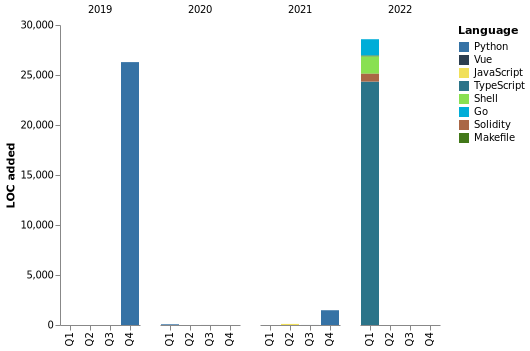 2019 2020 2021 2022
30,000
25,000
20,000
15,000
10,000
5,000
0
LOC added
Q1 Q2 Q3 Q4 Q1 Q2 Q3 Q4 Q1 Q2 Q3 Q4 Q1 Q2 Q3 Q4
Language
Python
Vue
JavaScript
TypeScript
Shell
Go
Solidity
Makefile